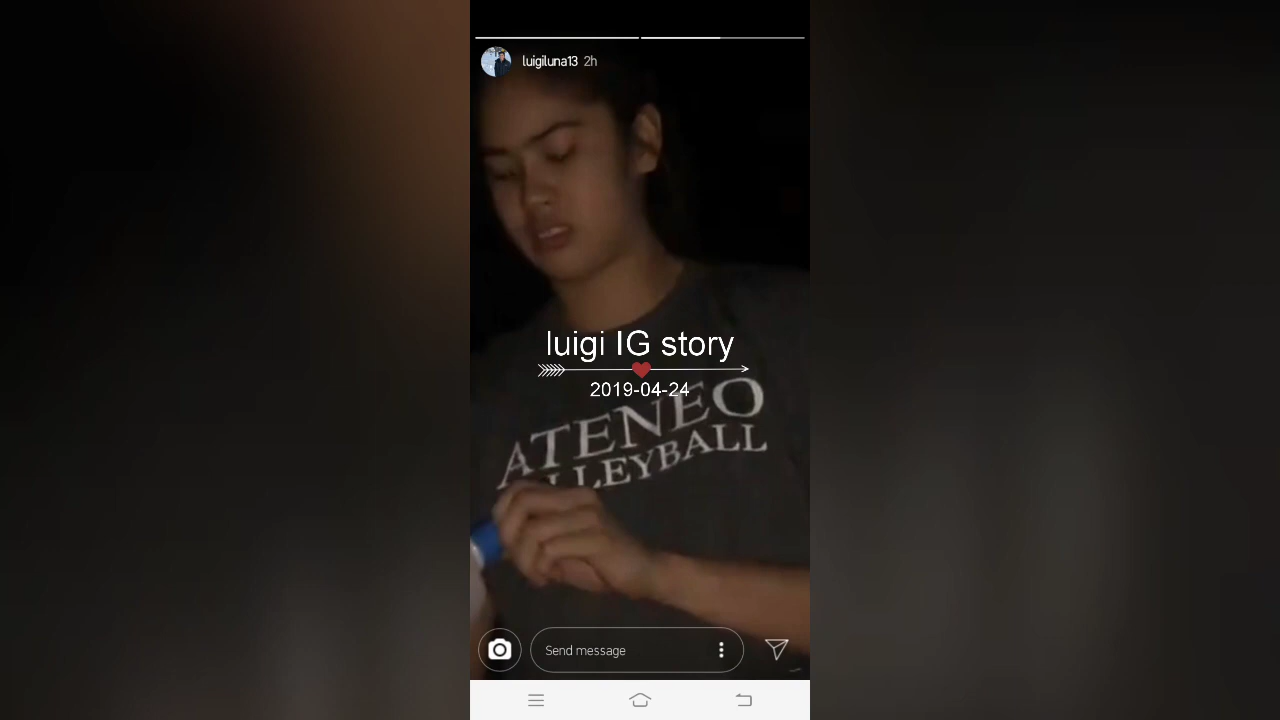 luigiluna13 2h
luigi IG story
2019-04-24
ATENEO
LLEYBALL
Send message